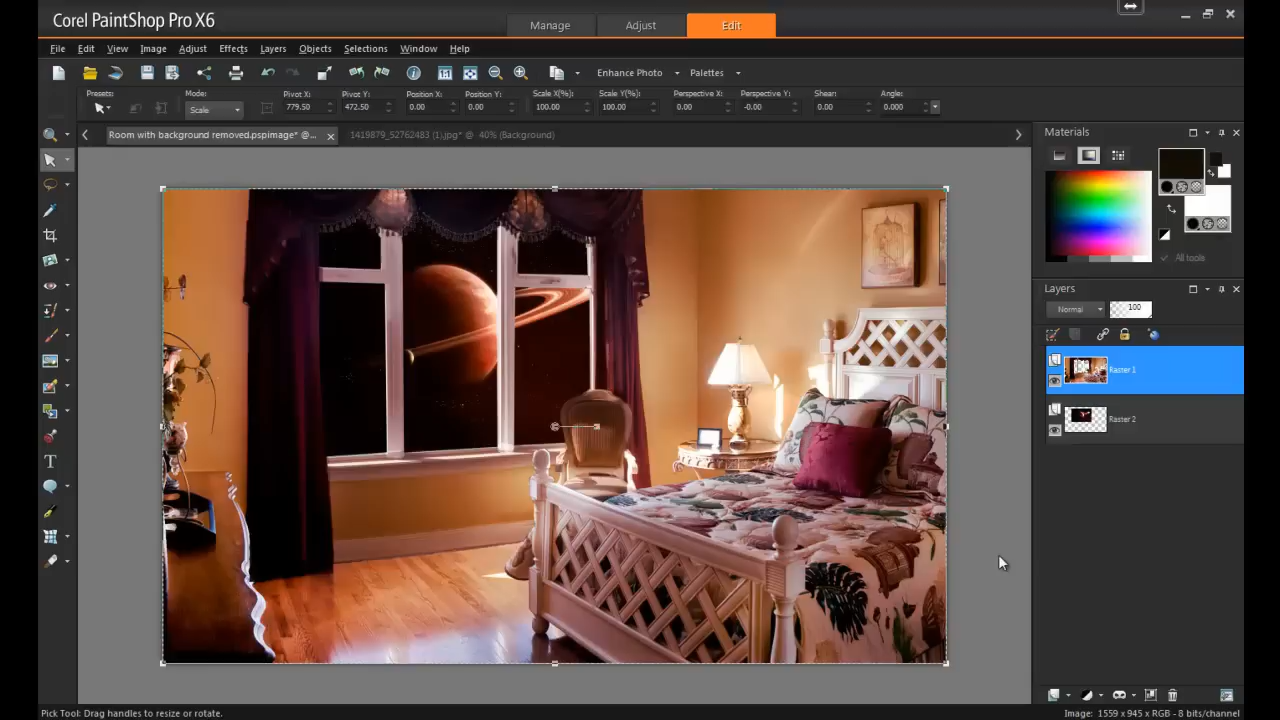 Corel PaintShop Pro X6
Manage
Adjust
Edit
File Edit View Image Adjust Effects Layers Objects Selections Window Help
Enhance Photo
Palettes
Presets:
Mode:
Scale
Pivot X:
779.50
Pivot Y:
472.50
Position X:
0.00
Position Y:
0.00
Scale X(%):
100.00
Scale Y(%):
100.00
Perspective X:
0.00
Perspective Y:
-0.00
Shear:
0.00
Angle:
0.000
Room with background removed.pspimage* @...
1419879_52762483 (1).jpg* @ 40% (Background)
Materials
All tools
Layers
Normal
100
Raster 1
Raster 2
Pick Tool: Drag handles to resize or rotate.
Image: 1559 x 945 x RGB - 8 bits/channel